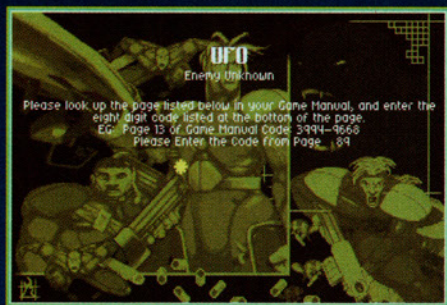 UFO
Enemy Unknown
Please look up the page listed below in your Game Manual, and enter the
eight digit code listed at the bottom of the page.
EG: Page 13 of Game Manual Code: 3994-9668
Please Enter the Code from Page 89